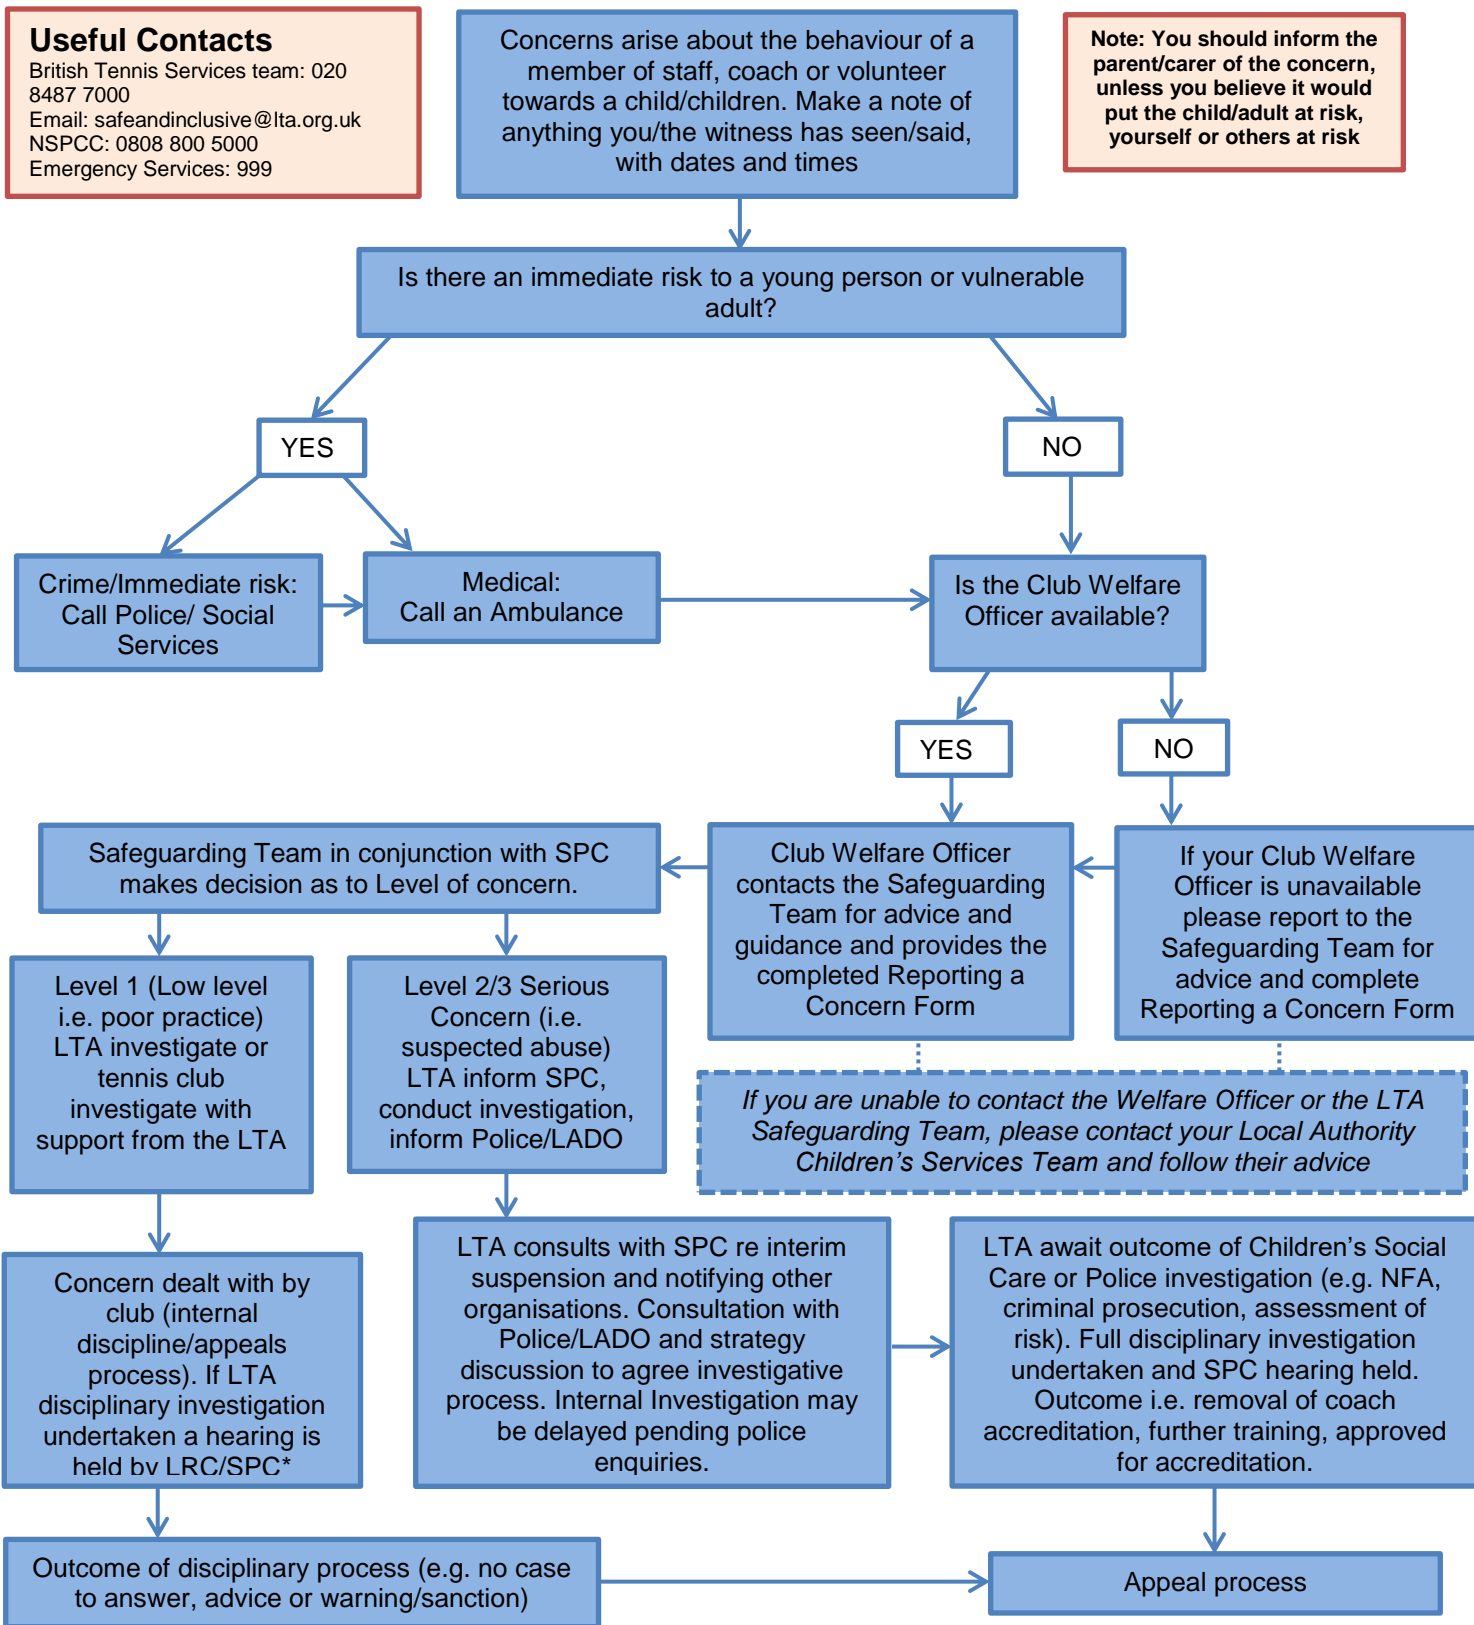 Useful Contacts
British Tennis Services team: 020
8487 7000
Email: safeandinclusive@lta.org.uk
NSPCC: 0808 800 5000
Emergency Services: 999
Concerns arise about the behaviour of a
member of staff, coach or volunteer
towards a child/children. Make a note of
anything you/the witness has seen/said,
with dates and times
Note: You should inform the
parent/carer of the concern,
unless you believe it would
put the child/adult at risk,
yourself or others at risk
Is there an immediate risk to a young person or vulnerable
adult?
YES
NO
Crime/Immediate risk:
Call Police/ Social
Services
Medical:
Call an Ambulance
Is the Club Welfare
Officer available?
YES
NO
Safeguarding Team in conjunction with SPC
makes decision as to Level of concern.
Club Welfare Officer
contacts the Safeguarding
Team for advice and
guidance and provides the
completed Reporting a
Concern Form
If your Club Welfare
Officer is unavailable
please report to the
Safeguarding Team for
advice and complete
Reporting a Concern Form
Level 1 (Low level
i.e. poor practice)
LTA investigate or
tennis club
investigate with
support from the LTA
Level 2/3 Serious
Concern (i.e.
suspected abuse)
LTA inform SPC,
conduct investigation,
inform Police/LADO
If you are unable to contact the Welfare Officer or the LTA
Safeguarding Team, please contact your Local Authority
Children’s Services Team and follow their advice
Concern dealt with by
club (internal
discipline/appeals
process). If LTA
disciplinary investigation
undertaken a hearing is
held by LRC/SPC*
LTA consults with SPC re interim
suspension and notifying other
organisations. Consultation with
Police/LADO and strategy
discussion to agree investigative
process. Internal Investigation may
be delayed pending police
enquiries.
LTA await outcome of Children’s Social
Care or Police investigation (e.g. NFA,
criminal prosecution, assessment of
risk). Full disciplinary investigation
undertaken and SPC hearing held.
Outcome i.e. removal of coach
accreditation, further training, approved
for accreditation.
Outcome of disciplinary process (e.g. no case
to answer, advice or warning/sanction)
Appeal process